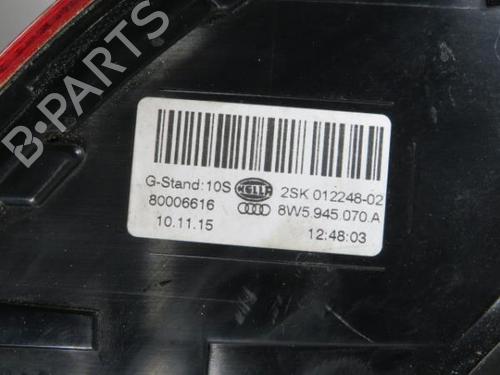 B-PARTS
G-Stand: 10S HELLA 2SK 012248-02
80006616 8W5.945.070.A
10.11.15 12:48:03